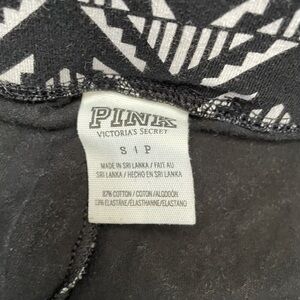 PINK
VICTORIA'S SECRET
S | P
MADE IN SRI LANKA / FAIT AU
SRI LANKA / HECHO EN SRI LANKA
87% COTTON / COTON /ALGODÓN
13% ELASTANE/ÉLASTHANNE/ELASTANO